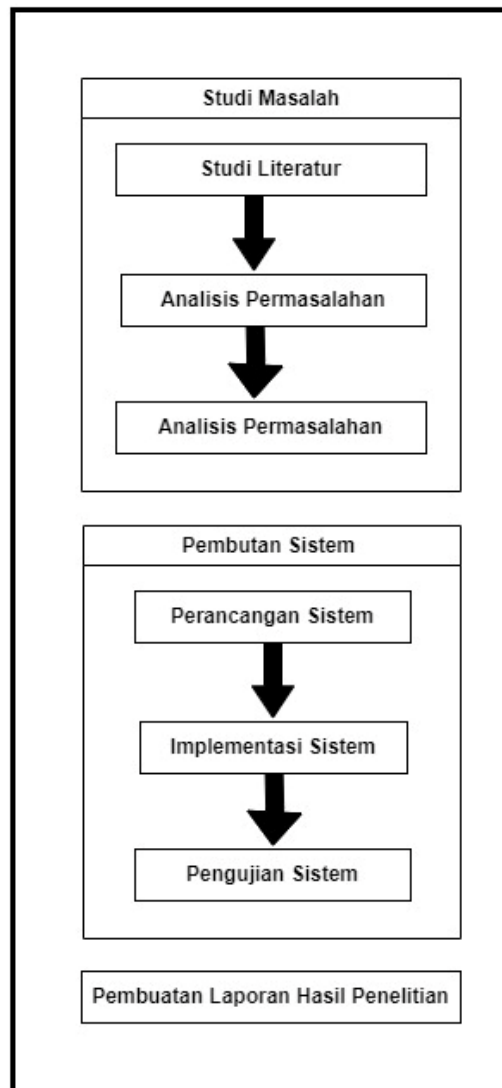 Studi Masalah
Studi Literatur
Analisis Permasalahan
Analisis Permasalahan
Pembutan Sistem
Perancangan Sistem
Implementasi Sistem
Pengujian Sistem
Pembuatan Laporan Hasil Penelitian